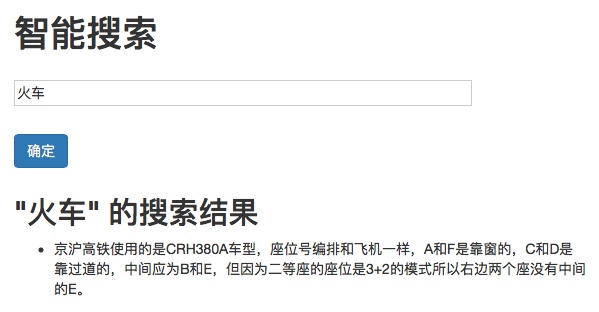 智能搜索
火车
确定
"火车" 的搜索结果
京沪高铁使用的是CRH380A车型，座位号编排和飞机一样，A和F是靠窗的，C和D是
靠过道的，中间应为B和E，但因为二等座的座位是3+2的模式所以右边两个座没有中间
的E。